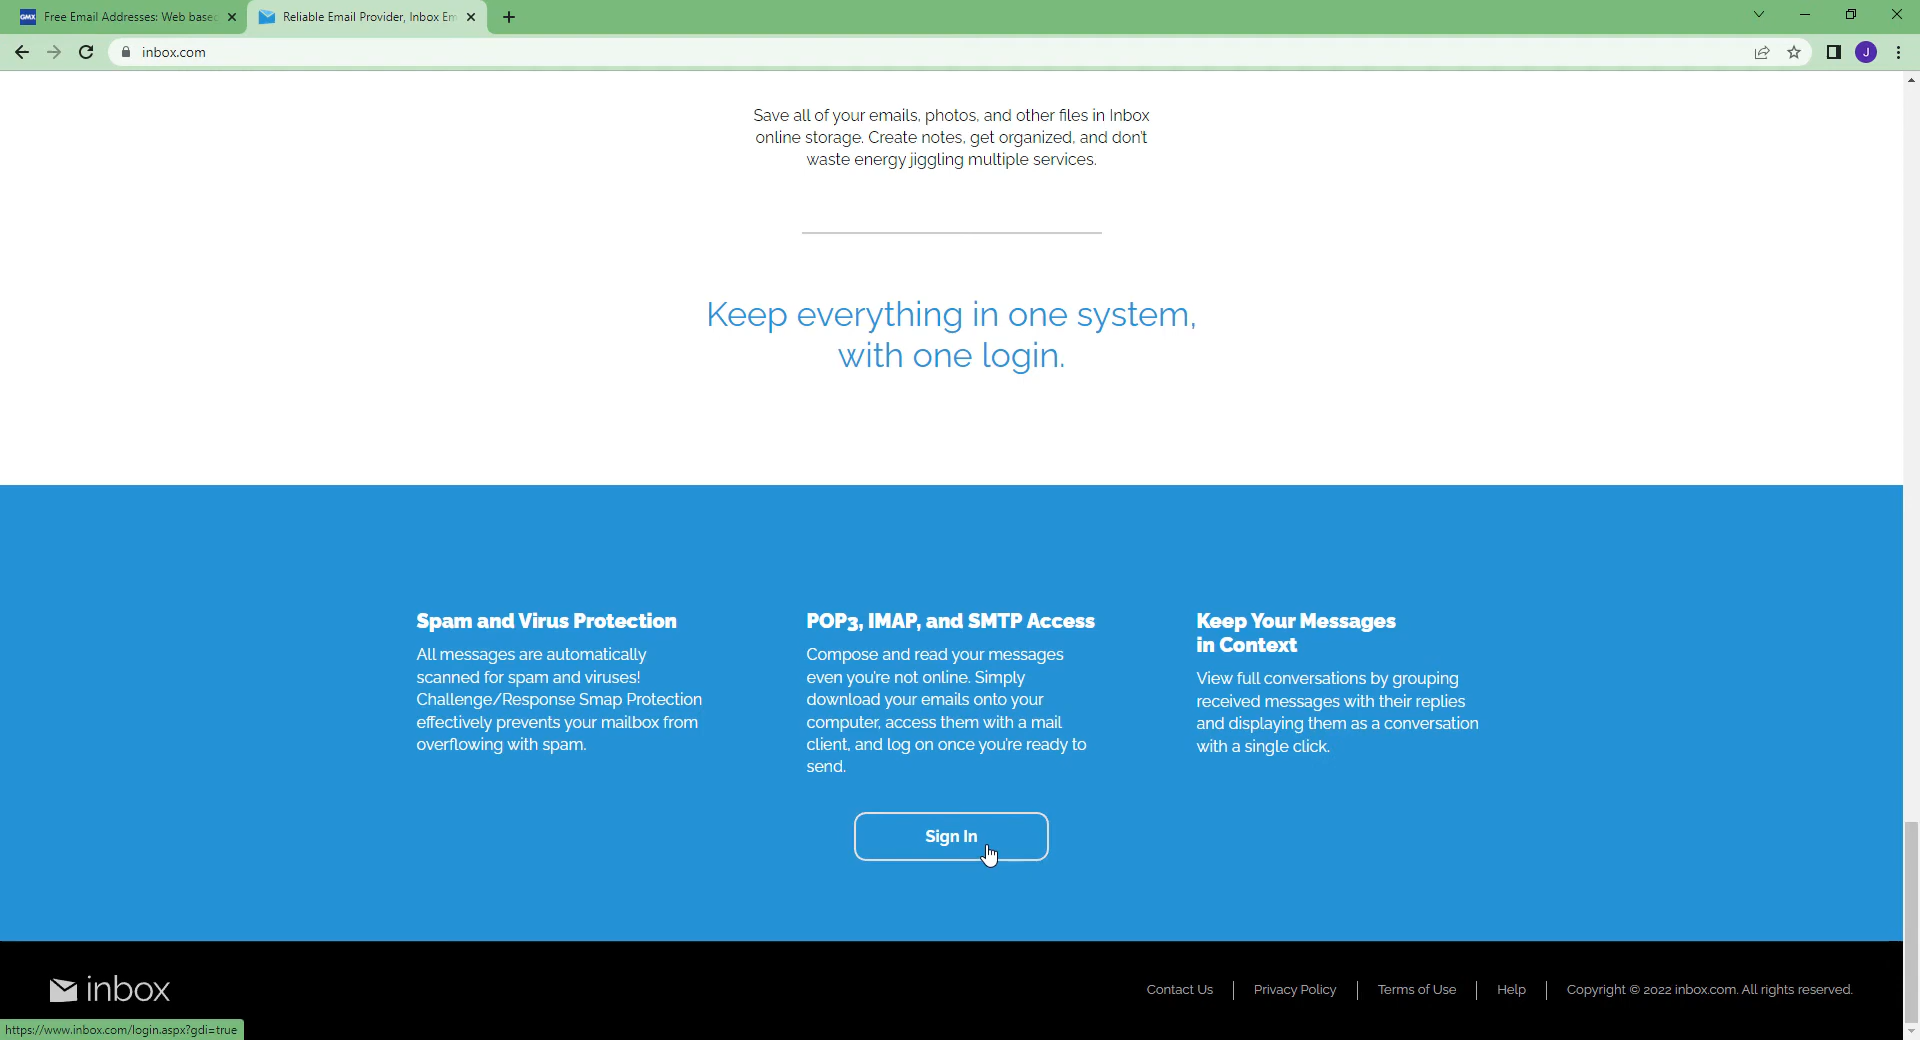 GMX Free Email Addresses: Web based
Reliable Email Provider, Inbox Em
J
inbox.com
Save all of your emails, photos, and other files in Inbox
online storage. Create notes, get organized, and don't
waste energy jiggling multiple services.
Keep everything in one system,
with one login.
Spam and Virus Protection
All messages are automatically
scanned for spam and viruses!
Challenge/Response Smap Protection
effectively prevents your mailbox from
overflowing with spam.
POP3, IMAP, and SMTP Access
Compose and read your messages
even you're not online. Simply
download your emails onto your
computer, access them with a mail
client, and log on once you're ready to
send.
Keep Your Messages
in Context
View full conversations by grouping
received messages with their replies
and displaying them as a conversation
with a single click.
Sign In
inbox
Contact Us
Privacy Policy
Terms of Use
Help
Copyright © 2022 inbox.com. All rights reserved.
https://www.inbox.com/login.aspx?gdi=true